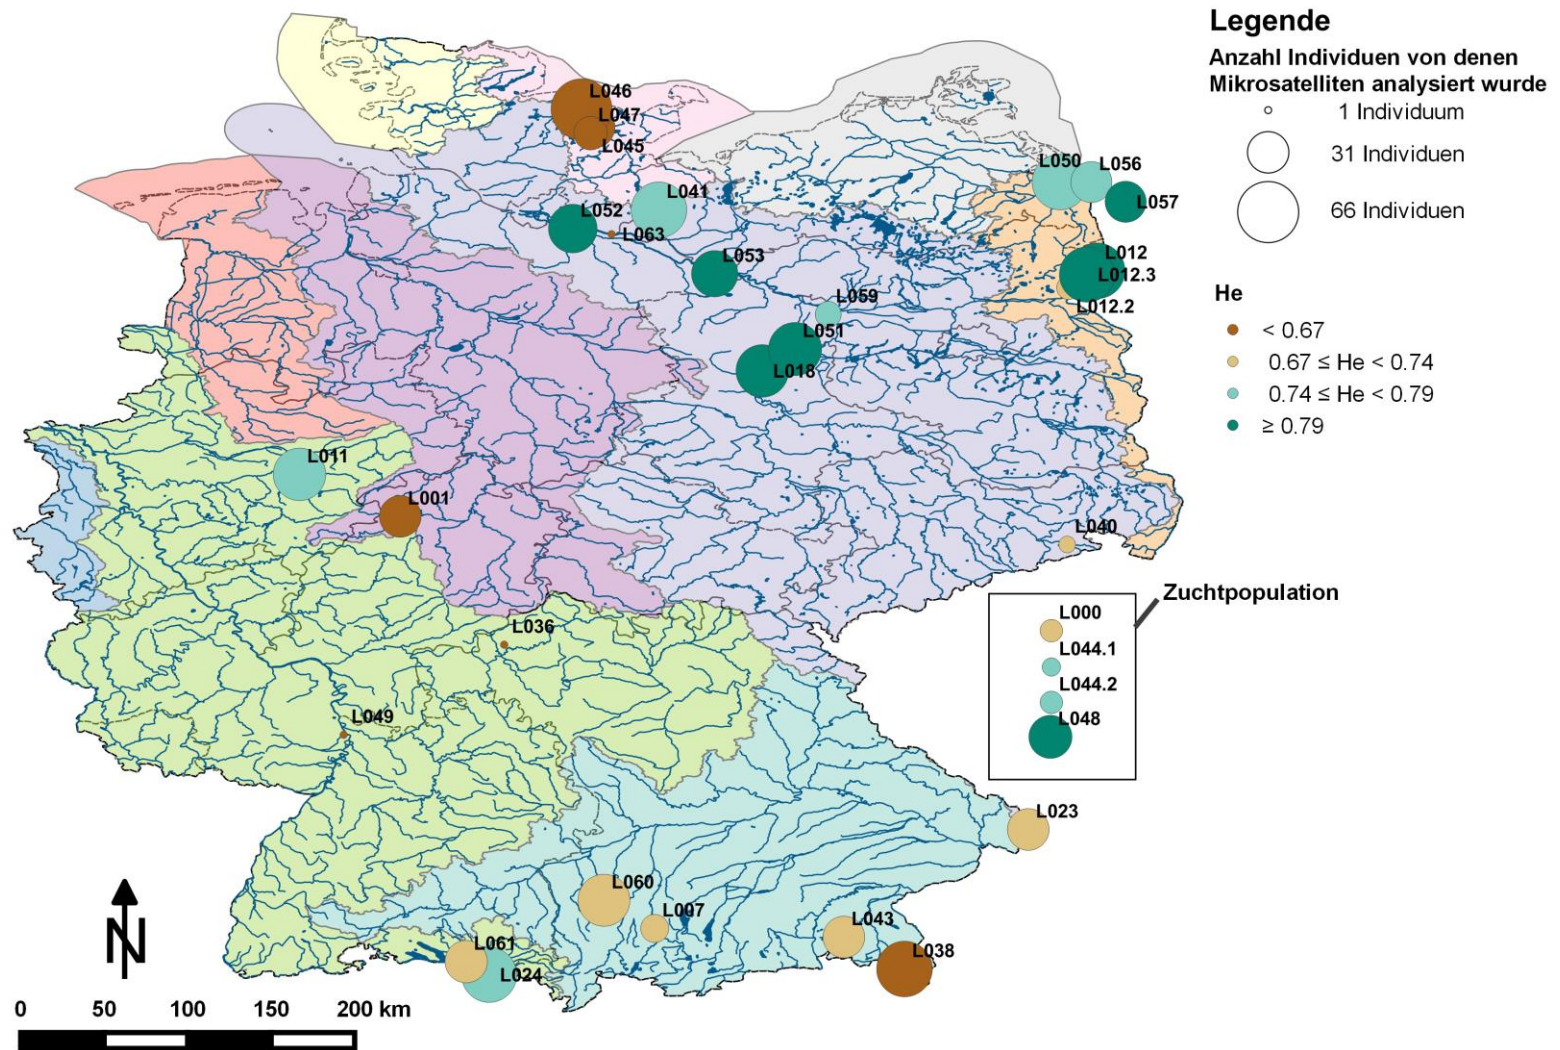 Legende
Anzahl Individuen von denen
Mikrosatelliten analysiert wurde
1 Individuum
31 Individuen
66 Individuen
He
< 0.67
0.67 ≤ He < 0.74
0.74 ≤ He < 0.79
≥ 0.79
L046
L047
L045
L041
L052
L063
L053
L050
L056
L057
L012
L012.3
L012.2
L059
L051
L018
L011
L001
L040
Zuchtpopulation
L000
L044.1
L044.2
L048
L036
L049
L023
L060
L007
L043
L038
L061
L024
N
0 50 100 150 200 km